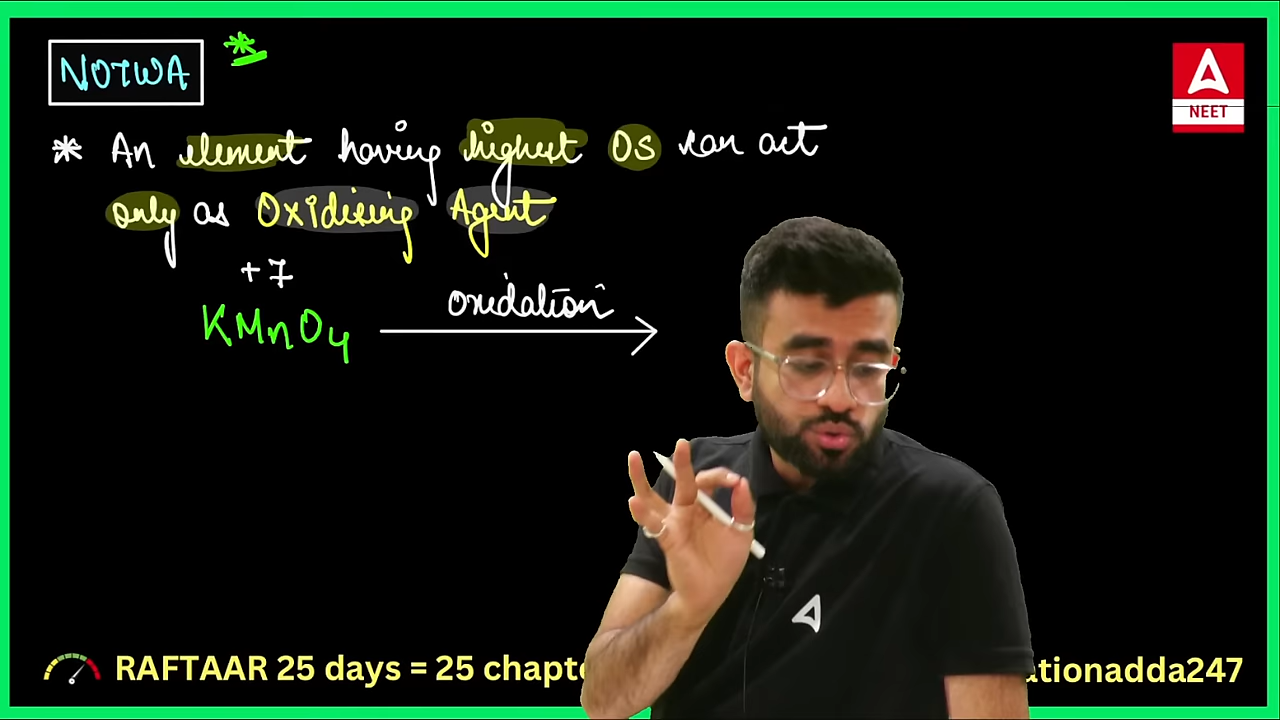 NOTWA *
NEET
* An element having highest OS can act
only as Oxidising Agent
+7
KMnO4
oxidation
RAFTAAR 25 days = 25 chapte
ationadda247